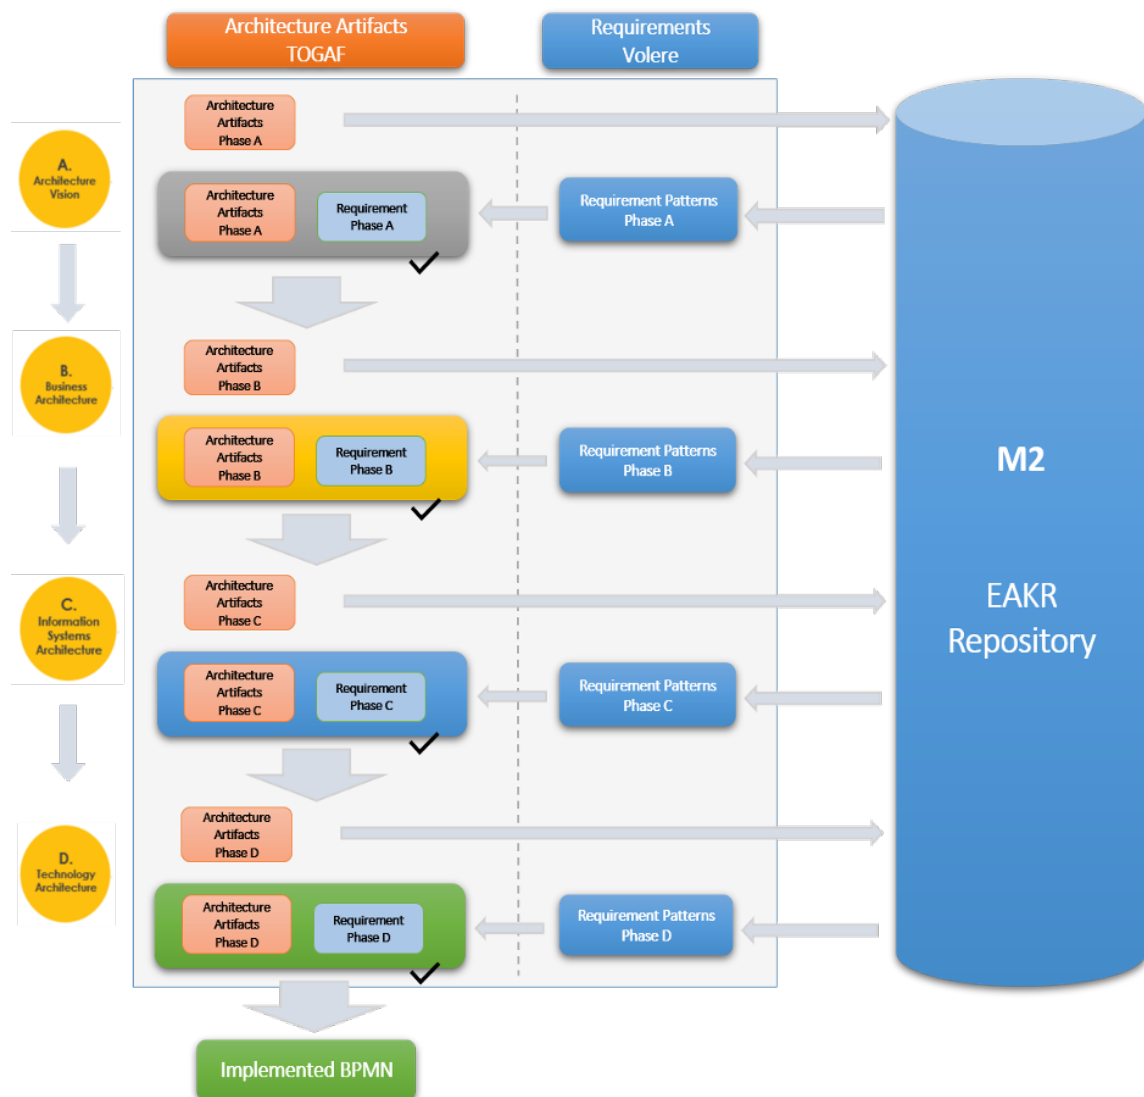 Architecture Artifacts
TOGAF
Requirements
Volere
A.
Architecture
Vision
Architecture
Artifacts
Phase A
Architecture
Artifacts
Phase A
Requirement
Phase A
Requirement Patterns
Phase A
B.
Business
Architecture
Architecture
Artifacts
Phase B
Architecture
Artifacts
Phase B
Requirement
Phase B
Requirement Patterns
Phase B
M2
EAKR
Repository
C.
Information
Systems
Architecture
Architecture
Artifacts
Phase C
Architecture
Artifacts
Phase C
Requirement
Phase C
Requirement Patterns
Phase C
D.
Technology
Architecture
Architecture
Artifacts
Phase D
Architecture
Artifacts
Phase D
Requirement
Phase D
Requirement Patterns
Phase D
Implemented BPMN